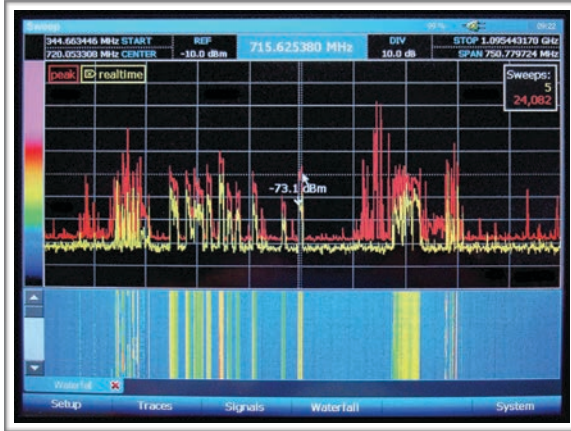 Sweep
98% 09:22
344.663446 MHz START REF 715.625380 MHz DIV STOP 1.095443170 GHz
720.053308 MHz CENTER -10.0 dBm 10.0 dB SPAN 750.779724 MHz
peak realtime Sweeps:
5
24,082
-73.1 dBm
Waterfall
Setup Traces Signals Waterfall System